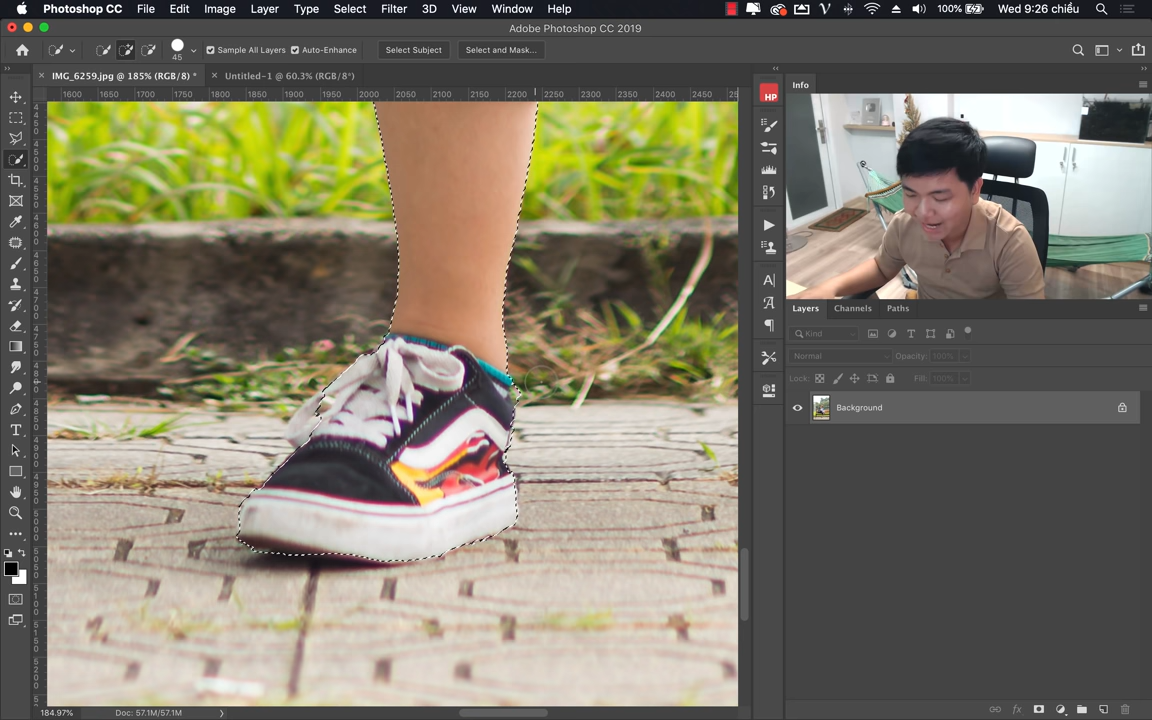 Photoshop CC File Edit Image Layer Type Select Filter 3D View Window Help 100% Wed 9:26 chiều
Adobe Photoshop CC 2019
45 Sample All Layers Auto-Enhance Select Subject Select and Mask...
× IMG_6259.jpg @ 185% (RGB/8) * × Untitled-1 @ 60.3% (RGB/8*)
Info
1600 1650 1700 1750 1800 1850 1900 1950 2000 2050 2100 2150 2200 2250 2300 2350 2400 2450
HP
Layers Channels Paths
Kind
Normal Opacity: 100%
Lock: Fill: 100%
Background
184.97% Doc: 57.1M/57.1M